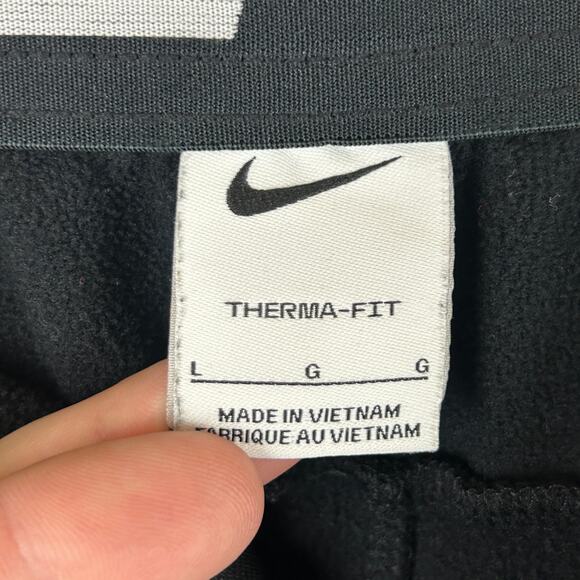 THERMA-FIT
L G G
MADE IN VIETNAM
FABRIQUE AU VIETNAM